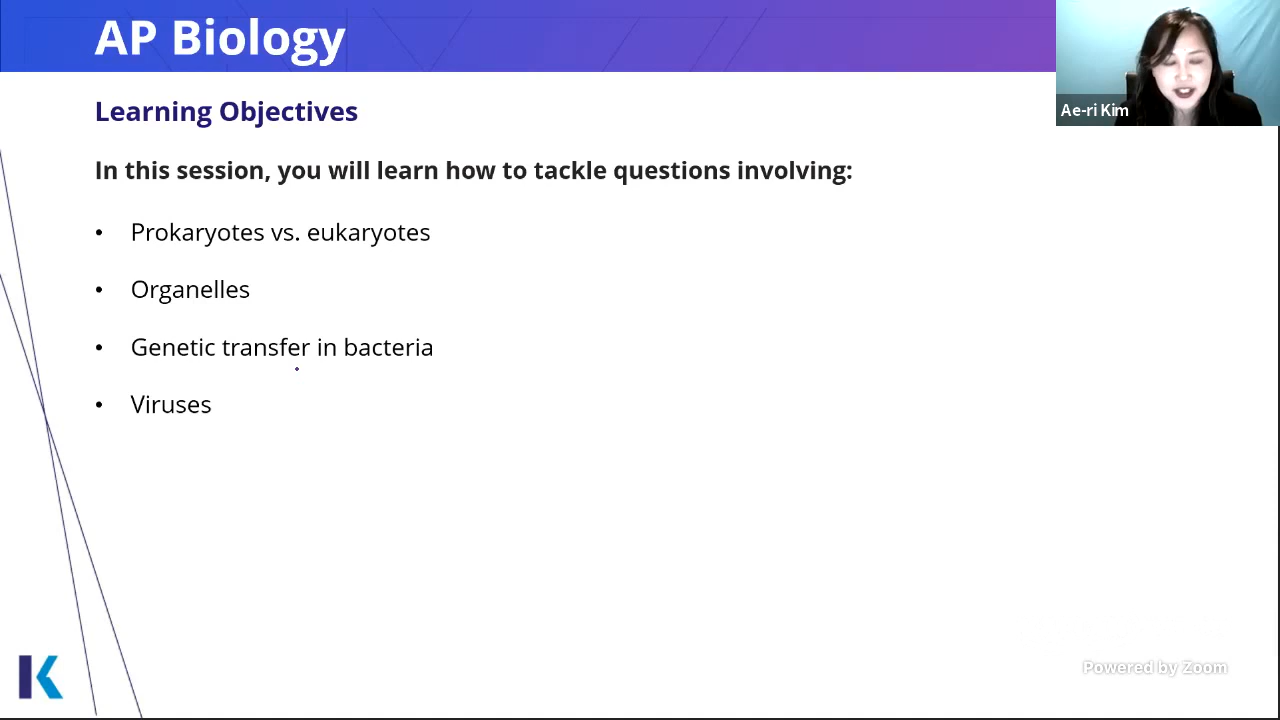 AP Biology
Ae-ri Kim
Learning Objectives
In this session, you will learn how to tackle questions involving:
• Prokaryotes vs. eukaryotes
• Organelles
• Genetic transfer in bacteria
• Viruses
K
Powered by Zoom